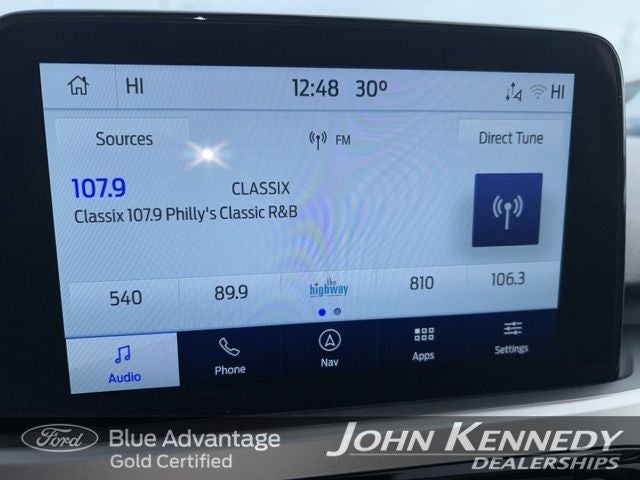 HI 12:48 30° HI
Sources FM Direct Tune
107.9 CLASSIX
Classix 107.9 Philly's Classic R&B
540 89.9 the highway 810 106.3
Audio Phone Nav Apps Settings
Ford Blue Advantage
Gold Certified
JOHN KENNEDY
DEALERSHIPS